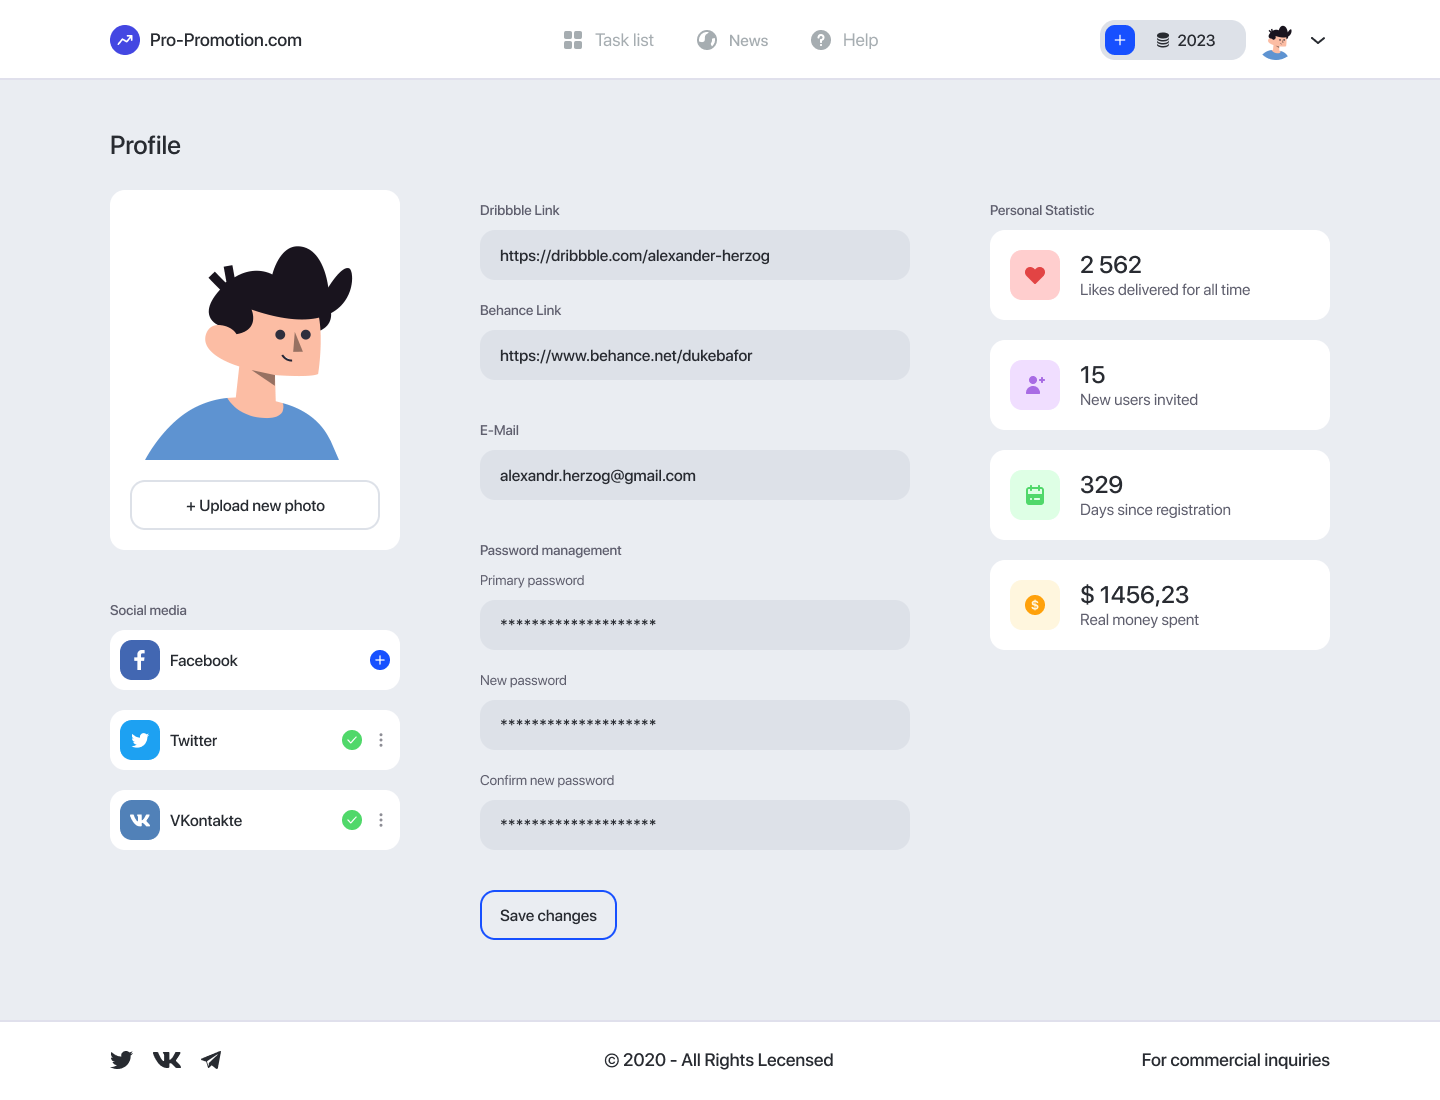 Pro-Promotion.com
Task list
News
Help
2023
Profile
+ Upload new photo
Social media
Facebook
Twitter
VKontakte
Dribbble Link
https://dribbble.com/alexander-herzog
Behance Link
https://www.behance.net/dukebafor
E-Mail
alexandr.herzog@gmail.com
Password management
Primary password
********************
New password
********************
Confirm new password
********************
Save changes
Personal Statistic
2 562
Likes delivered for all time
15
New users invited
329
Days since registration
$ 1456,23
Real money spent
© 2020 - All Rights Lecensed
For commercial inquiries